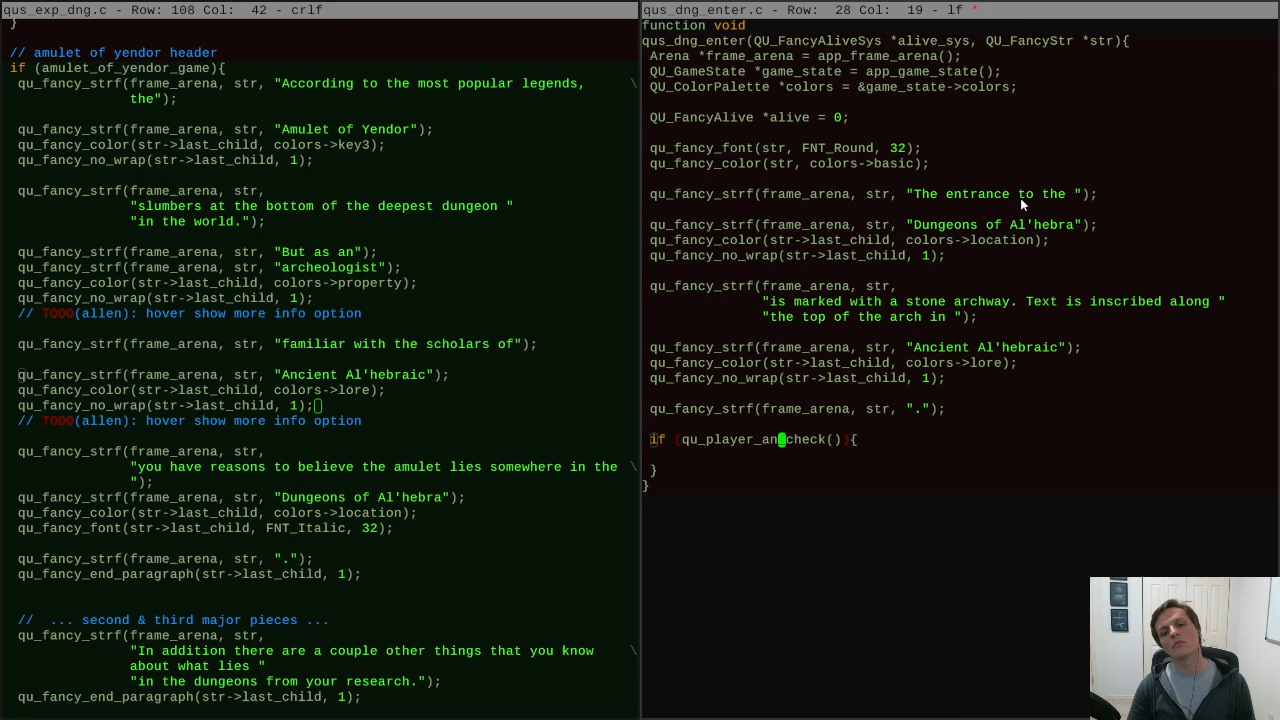 qus_exp_dng.c - Row: 108 Col:  42 - crlf
}
// amulet of yendor header
if (amulet_of_yendor_game){
qu_fancy_strf(frame_arena, str, "According to the most popular legends, \
the");
qu_fancy_strf(frame_arena, str, "Amulet of Yendor");
qu_fancy_color(str->last_child, colors->key3);
qu_fancy_no_wrap(str->last_child, 1);
qu_fancy_strf(frame_arena, str,
"slumbers at the bottom of the deepest dungeon "
"in the world.");
qu_fancy_strf(frame_arena, str, "But as an");
qu_fancy_strf(frame_arena, str, "archeologist");
qu_fancy_color(str->last_child, colors->property);
qu_fancy_no_wrap(str->last_child, 1);
// TODO(allen): hover show more info option
qu_fancy_strf(frame_arena, str, "familiar with the scholars of");
qu_fancy_strf(frame_arena, str, "Ancient Al'hebraic");
qu_fancy_color(str->last_child, colors->lore);
qu_fancy_no_wrap(str->last_child, 1);
// TODO(allen): hover show more info option
qu_fancy_strf(frame_arena, str,
"you have reasons to believe the amulet lies somewhere in the \
");
qu_fancy_strf(frame_arena, str, "Dungeons of Al'hebra");
qu_fancy_color(str->last_child, colors->location);
qu_fancy_font(str->last_child, FNT_Italic, 32);
qu_fancy_strf(frame_arena, str, ".");
qu_fancy_end_paragraph(str->last_child, 1);
//  ... second & third major pieces ...
qu_fancy_strf(frame_arena, str,
"In addition there are a couple other things that you know \
about what lies "
"in the dungeons from your research.");
qu_fancy_end_paragraph(str->last_child, 1);
qus_dng_enter.c - Row:  28 Col:  19 - lf *
function void
qus_dng_enter(QU_FancyAliveSys *alive_sys, QU_FancyStr *str){
Arena *frame_arena = app_frame_arena();
QU_GameState *game_state = app_game_state();
QU_ColorPalette *colors = &game_state->colors;
QU_FancyAlive *alive = 0;
qu_fancy_font(str, FNT_Round, 32);
qu_fancy_color(str, colors->basic);
qu_fancy_strf(frame_arena, str, "The entrance to the ");
qu_fancy_strf(frame_arena, str, "Dungeons of Al'hebra");
qu_fancy_color(str->last_child, colors->location);
qu_fancy_no_wrap(str->last_child, 1);
qu_fancy_strf(frame_arena, str,
"is marked with a stone archway. Text is inscribed along "
"the top of the arch in ");
qu_fancy_strf(frame_arena, str, "Ancient Al'hebraic");
qu_fancy_color(str->last_child, colors->lore);
qu_fancy_no_wrap(str->last_child, 1);
qu_fancy_strf(frame_arena, str, ".");
if (qu_player_an_check()){
}
}